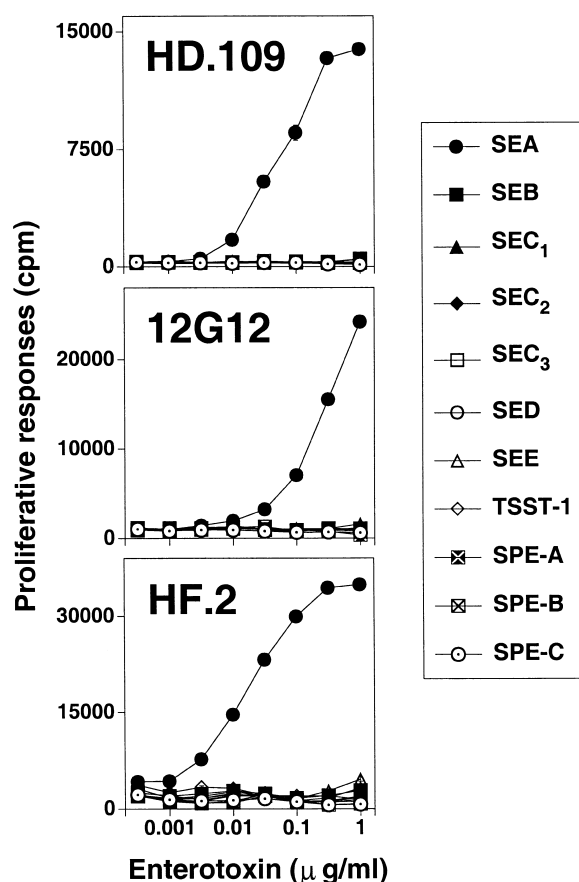 HD.109
15000
7500
0
12G12
20000
10000
0
HF.2
30000
15000
0
0.001 0.01 0.1 1
Enterotoxin (μ g/ml)
Proliferative responses (cpm)
SEA
SEB
SEC1
SEC2
SEC3
SED
SEE
TSST-1
SPE-A
SPE-B
SPE-C